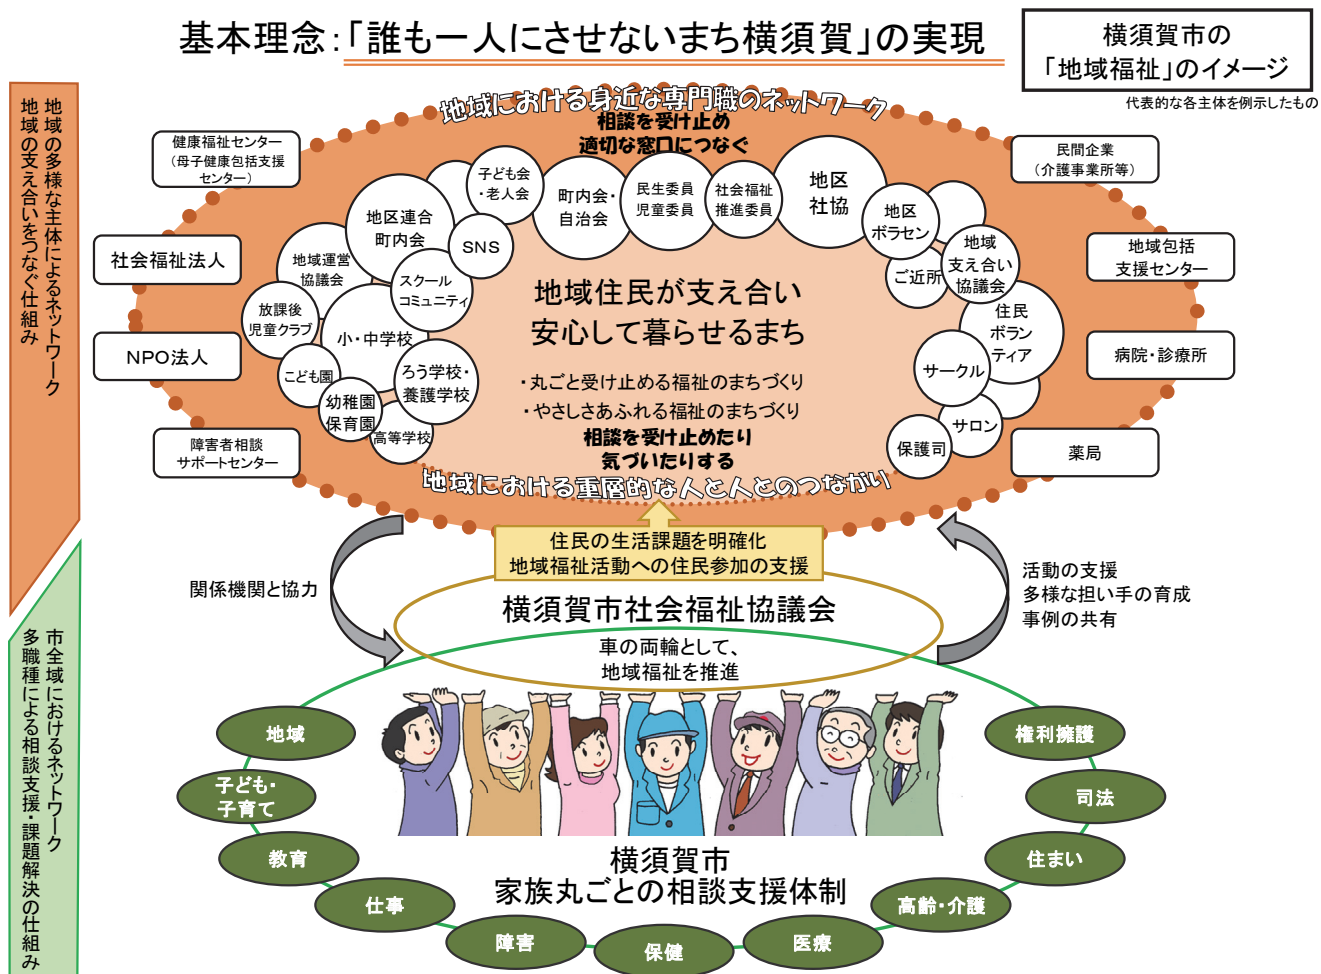 基本理念：「誰も一人にさせないまち横須賀」の実現
横須賀市の
「地域福祉」のイメージ
代表的な各主体を例示したもの
地域の多様な主体によるネットワーク
地域の支え合いをつなぐ仕組み
地域における身近な専門職のネットワーク
相談を受け止め
適切な窓口につなぐ
健康福祉センター
（母子健康包括支援
センター）
社会福祉法人
NPO法人
障害者相談
サポートセンター
民間企業
（介護事業所等）
地域包括
支援センター
病院・診療所
薬局
子ども会
・老人会
町内会・
自治会
民生委員
児童委員
社会福祉
推進委員
地区
社協
地区
ボラセン
地区連合
町内会
SNS
地域運営
協議会
スクール
コミュニティ
放課後
児童クラブ
小・中学校
こども園
ろう学校・
養護学校
幼稚園
保育園
高等学校
ご近所
地域
支え合い
協議会
住民
ボラン
ティア
サークル
サロン
保護司
地域住民が支え合い
安心して暮らせるまち
・丸ごと受け止める福祉のまちづくり
・やさしさあふれる福祉のまちづくり
相談を受け止めたり
気づいたりする
地域における重層的な人と人とのつながり
住民の生活課題を明確化
地域福祉活動への住民参加の支援
関係機関と協力
活動の支援
多様な担い手の育成
事例の共有
横須賀市社会福祉協議会
車の両輪として、
地域福祉を推進
市全域におけるネットワーク
多職種による相談支援・課題解決の仕組み
地域
子ども・
子育て
教育
仕事
障害
保健
医療
高齢・介護
住まい
司法
権利擁護
横須賀市
家族丸ごとの相談支援体制